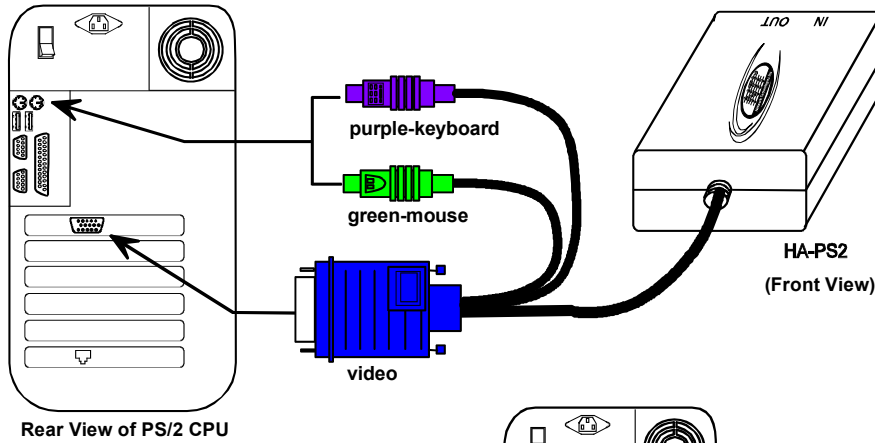 OUT IN
purple-keyboard
green-mouse
HA-PS2
(Front View)
video
Rear View of PS/2 CPU